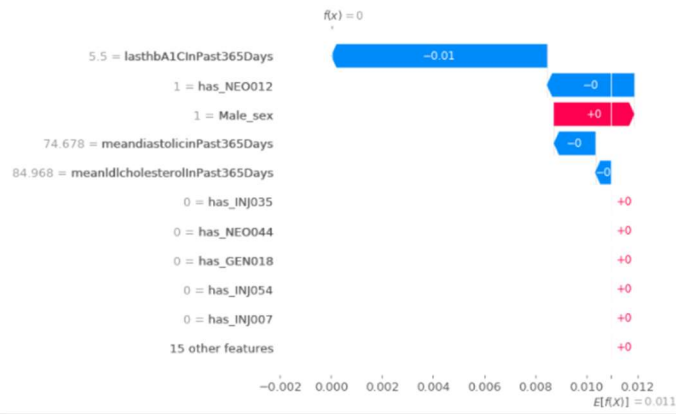 f(x) = 0
5.5 = lasthbA1CInPast365Days
−0.01
1 = has_NEO012
−0
1 = Male_sex
+0
74.678 = meandiastolicinPast365Days
−0
84.968 = meanldlcholesterolInPast365Days
−0
0 = has_INJ035
+0
0 = has_NEO044
+0
0 = has_GEN018
+0
0 = has_INJ054
+0
0 = has_INJ007
+0
15 other features
+0
−0.002 0.000 0.002 0.004 0.006 0.008 0.010 0.012
E[f(X)] = 0.011